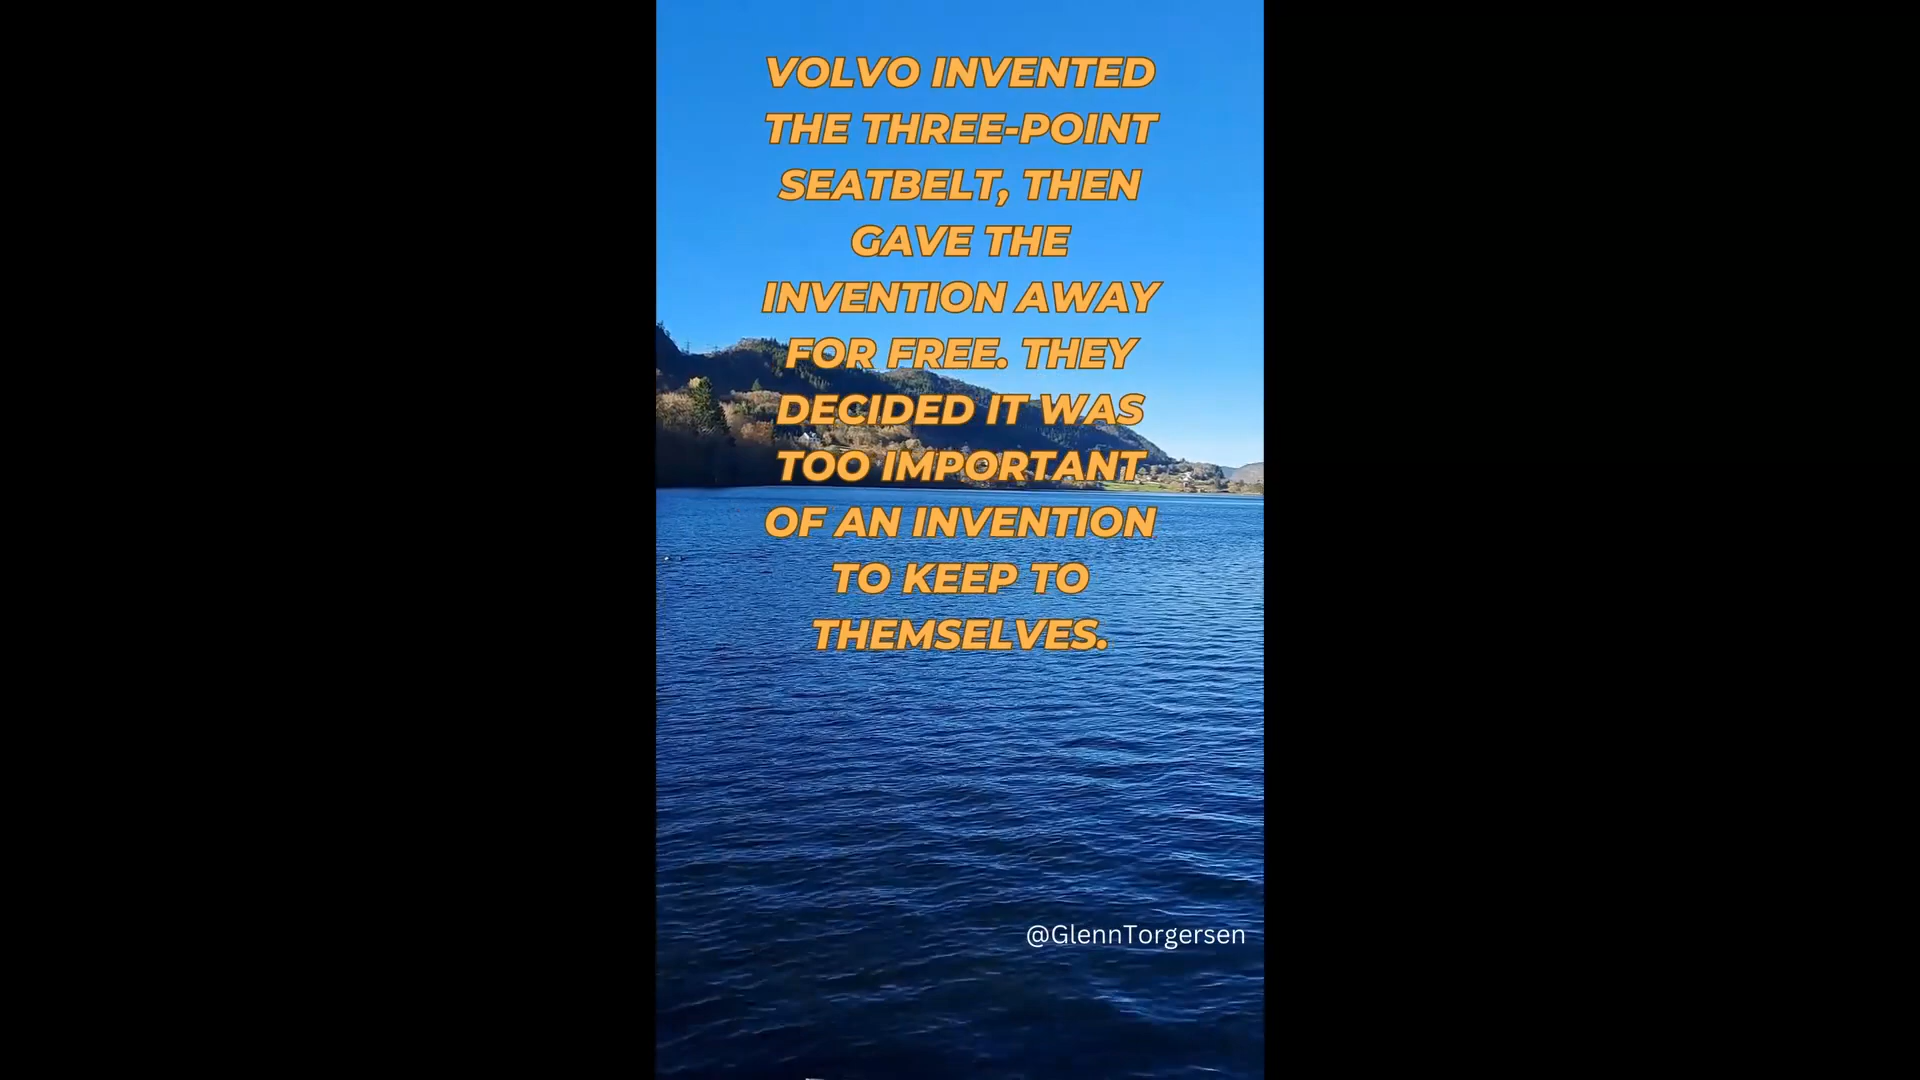 VOLVO INVENTED
THE THREE-POINT
SEATBELT, THEN
GAVE THE
INVENTION AWAY
FOR FREE. THEY
DECIDED IT WAS
TOO IMPORTANT
OF AN INVENTION
TO KEEP TO
THEMSELVES.
@GlennTorgersen